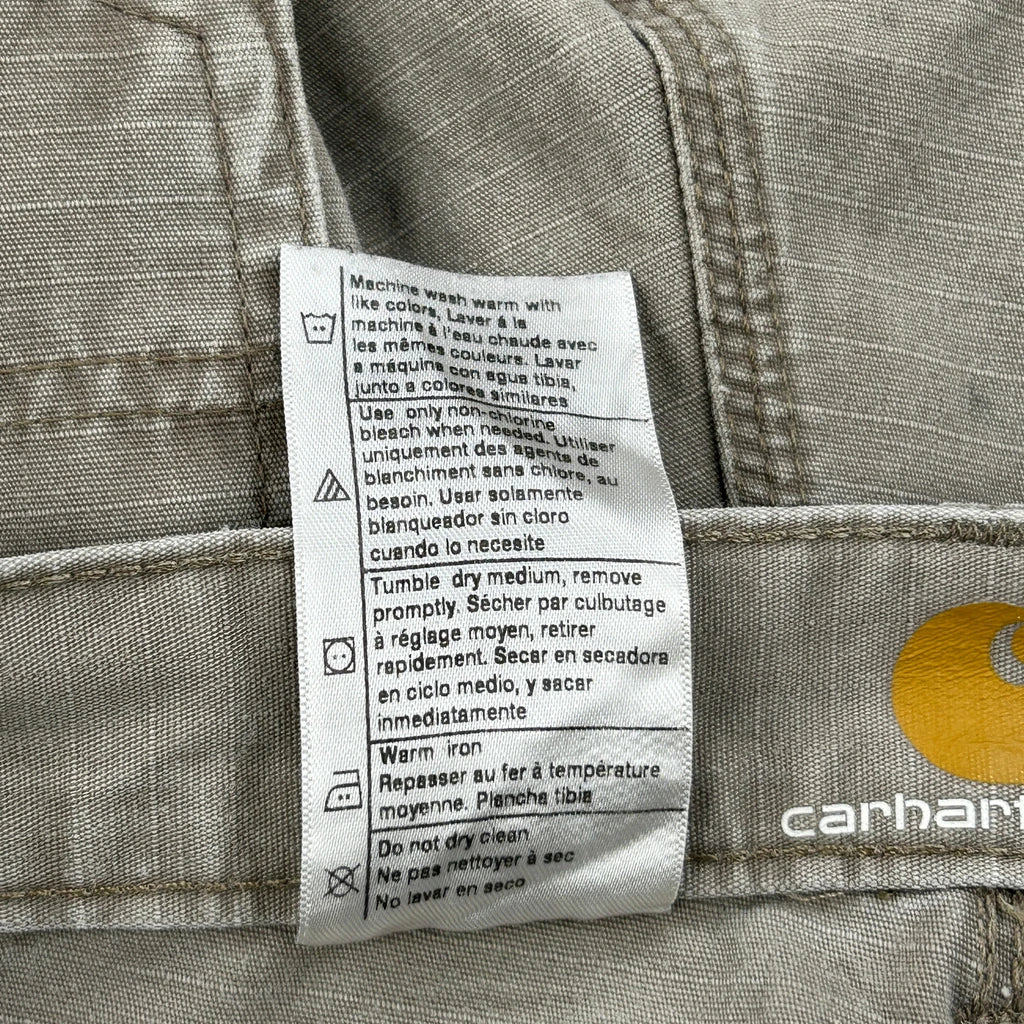 Machine wash warm with
like colors, Laver à la
machine à l'eau chaude avec
les mêmes couleurs. Lavar
a máquina con agua tibia,
junto a colores similares
Use only non-chlorine
bleach when needed. Utiliser
uniquement des agents de
blanchiment sans chlore, au
besoin. Usar solamente
blanqueador sin cloro
cuando lo necesite
Tumble dry medium, remove
promptly. Sécher par culbutage
à réglage moyen, retirer
rapidement. Secar en secadora
en ciclo medio, y sacar
inmediatamente
Warm iron
Repasser au fer à température
moyenne. Plancha tibia
Do not dry clean
Ne pas nettoyer à sec
No lavar en seco
carhart